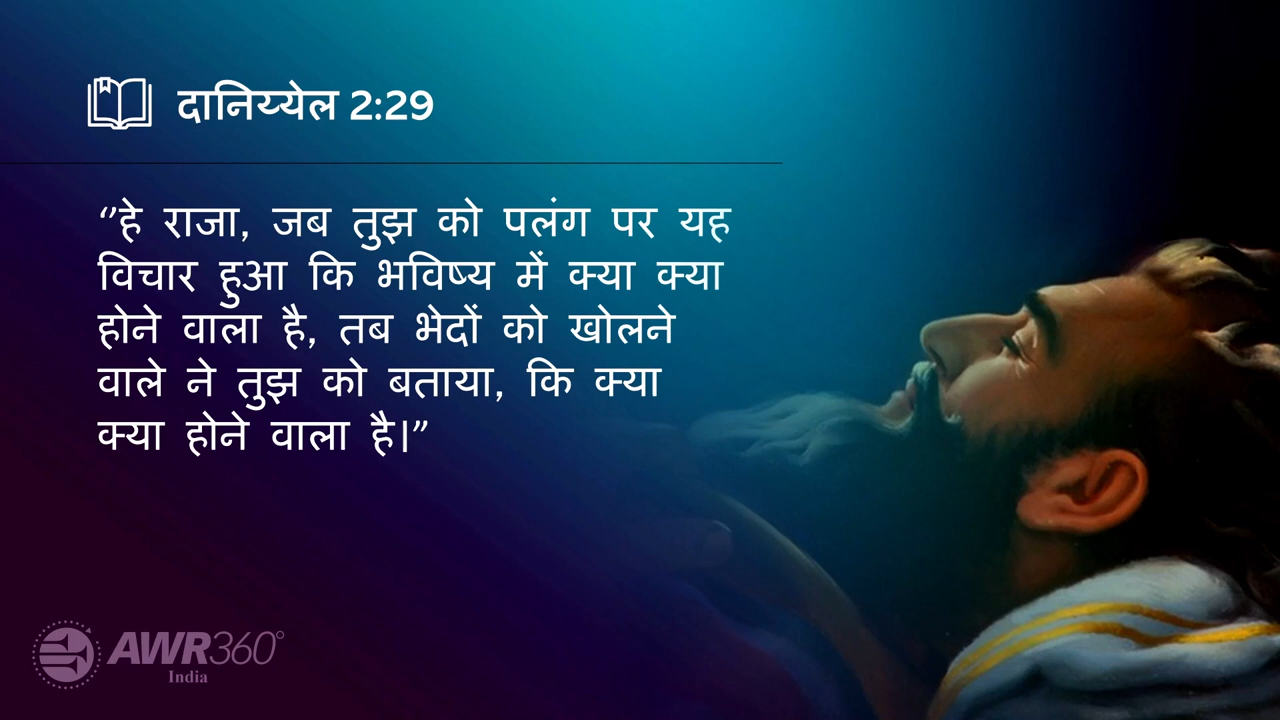 दानिय्येल 2:29
“हे राजा, जब तुझ को पलंग पर यह
विचार हुआ कि भविष्य में क्या क्या
होने वाला है, तब भेदों को खोलने
वाले ने तुझ को बताया, कि क्या
क्या होने वाला है।”
AWR360°
India